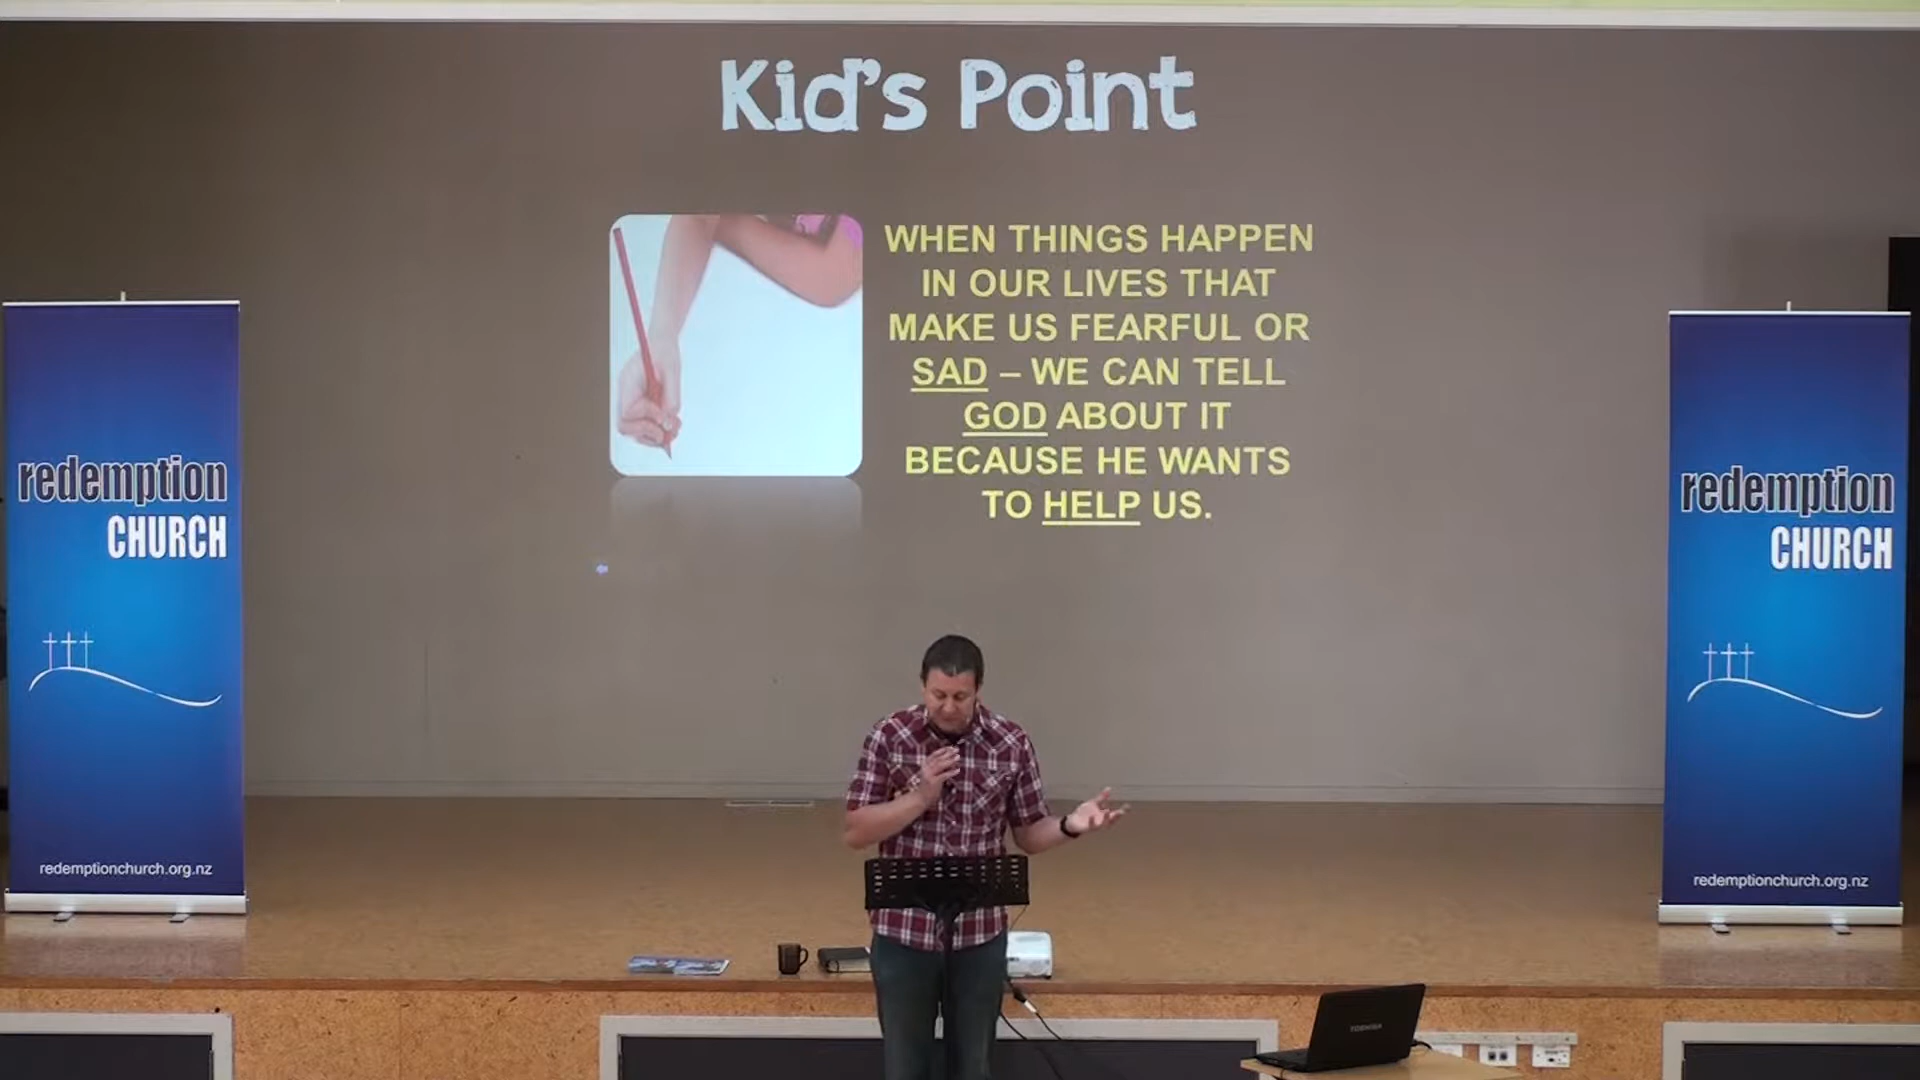 Kid's Point
WHEN THINGS HAPPEN
IN OUR LIVES THAT
MAKE US FEARFUL OR
SAD – WE CAN TELL
GOD ABOUT IT
BECAUSE HE WANTS
TO HELP US.
redemption
CHURCH
redemptionchurch.org.nz
redemption
CHURCH
redemptionchurch.org.nz
TOSHIBA